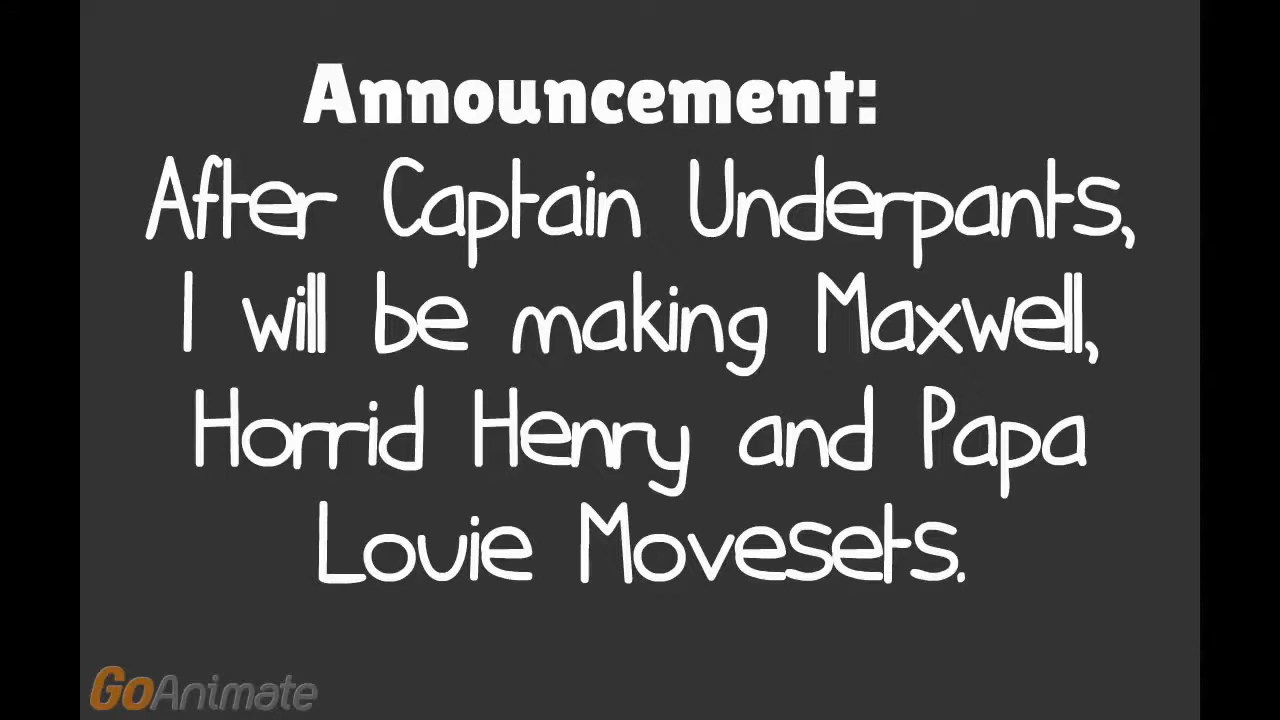 Announcement:
After Captain Underpants,
I will be making Maxwell,
Horrid Henry and Papa
Louie Movesets.
GoAnimate